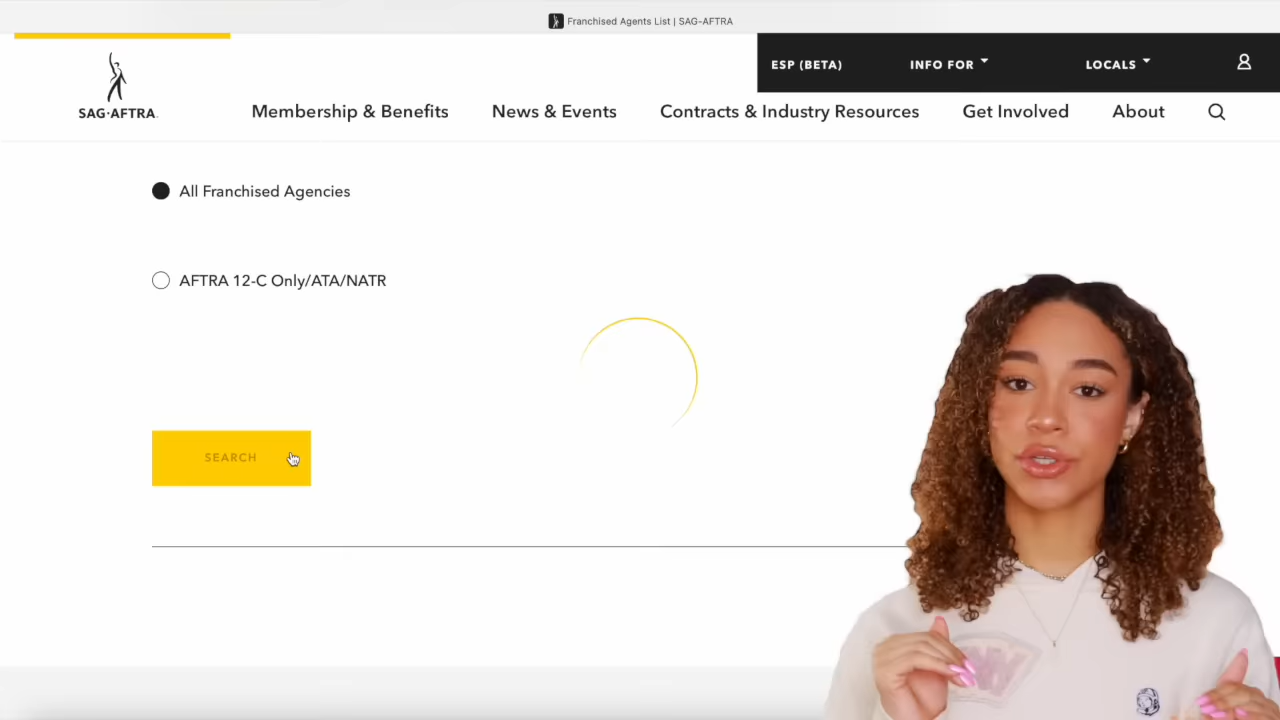 Franchised Agents List | SAG-AFTRA
ESP (BETA)
INFO FOR
LOCALS
SAG·AFTRA.
Membership & Benefits
News & Events
Contracts & Industry Resources
Get Involved
About
All Franchised Agencies
AFTRA 12-C Only/ATA/NATR
SEARCH